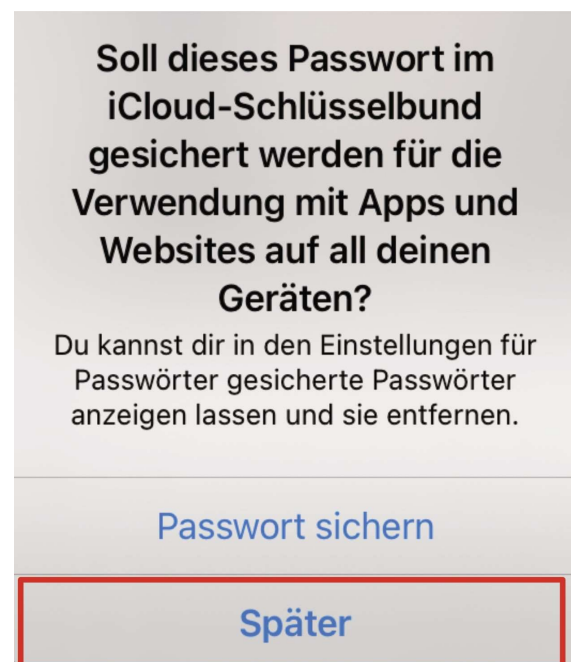 Soll dieses Passwort im
iCloud-Schlüsselbund
gesichert werden für die
Verwendung mit Apps und
Websites auf all deinen
Geräten?
Du kannst dir in den Einstellungen für
Passwörter gesicherte Passwörter
anzeigen lassen und sie entfernen.
Passwort sichern
Später